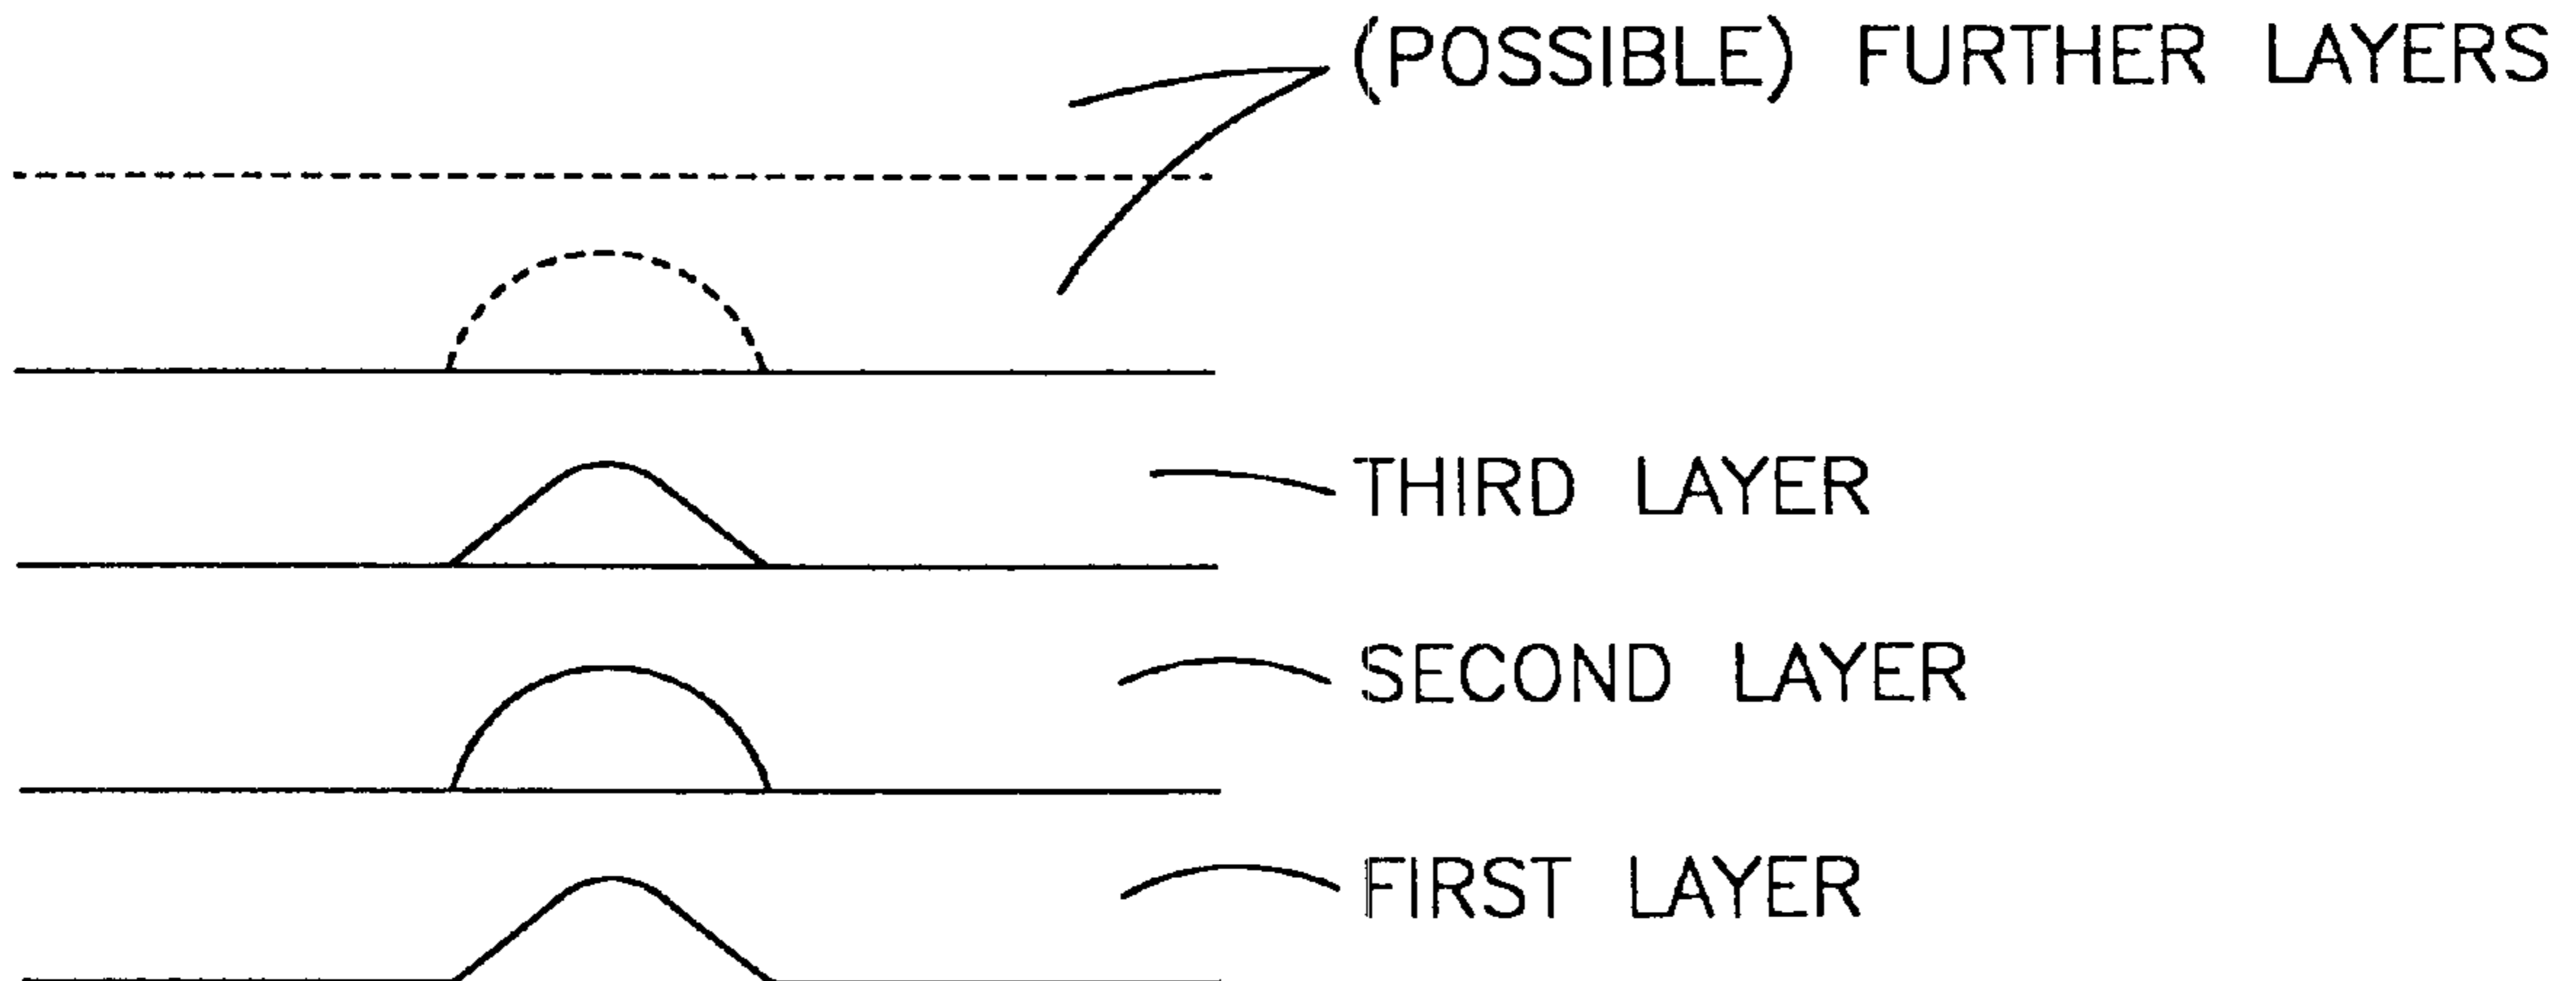 (POSSIBLE) FURTHER LAYERS
THIRD LAYER
SECOND LAYER
FIRST LAYER